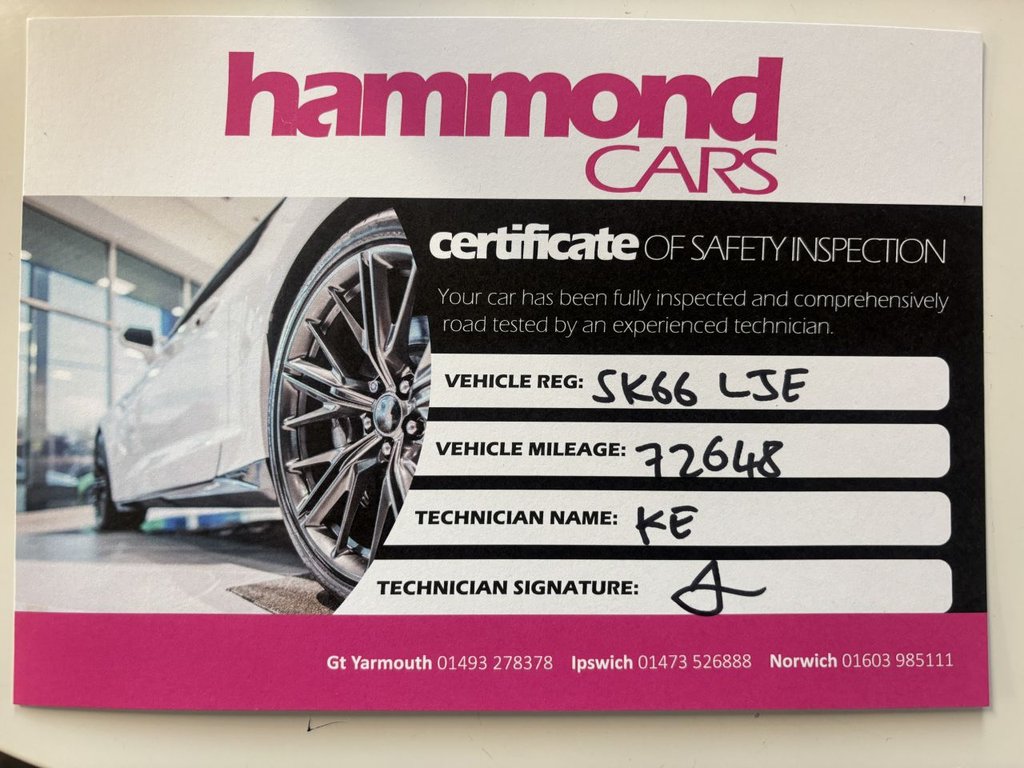 hammond
CARS
certificate OF SAFETY INSPECTION
Your car has been fully inspected and comprehensively
road tested by an experienced technician.
VEHICLE REG: SK66 LJE
VEHICLE MILEAGE: 72648
TECHNICIAN NAME: KE
TECHNICIAN SIGNATURE:
Gt Yarmouth 01493 278378 Ipswich 01473 526888 Norwich 01603 985111